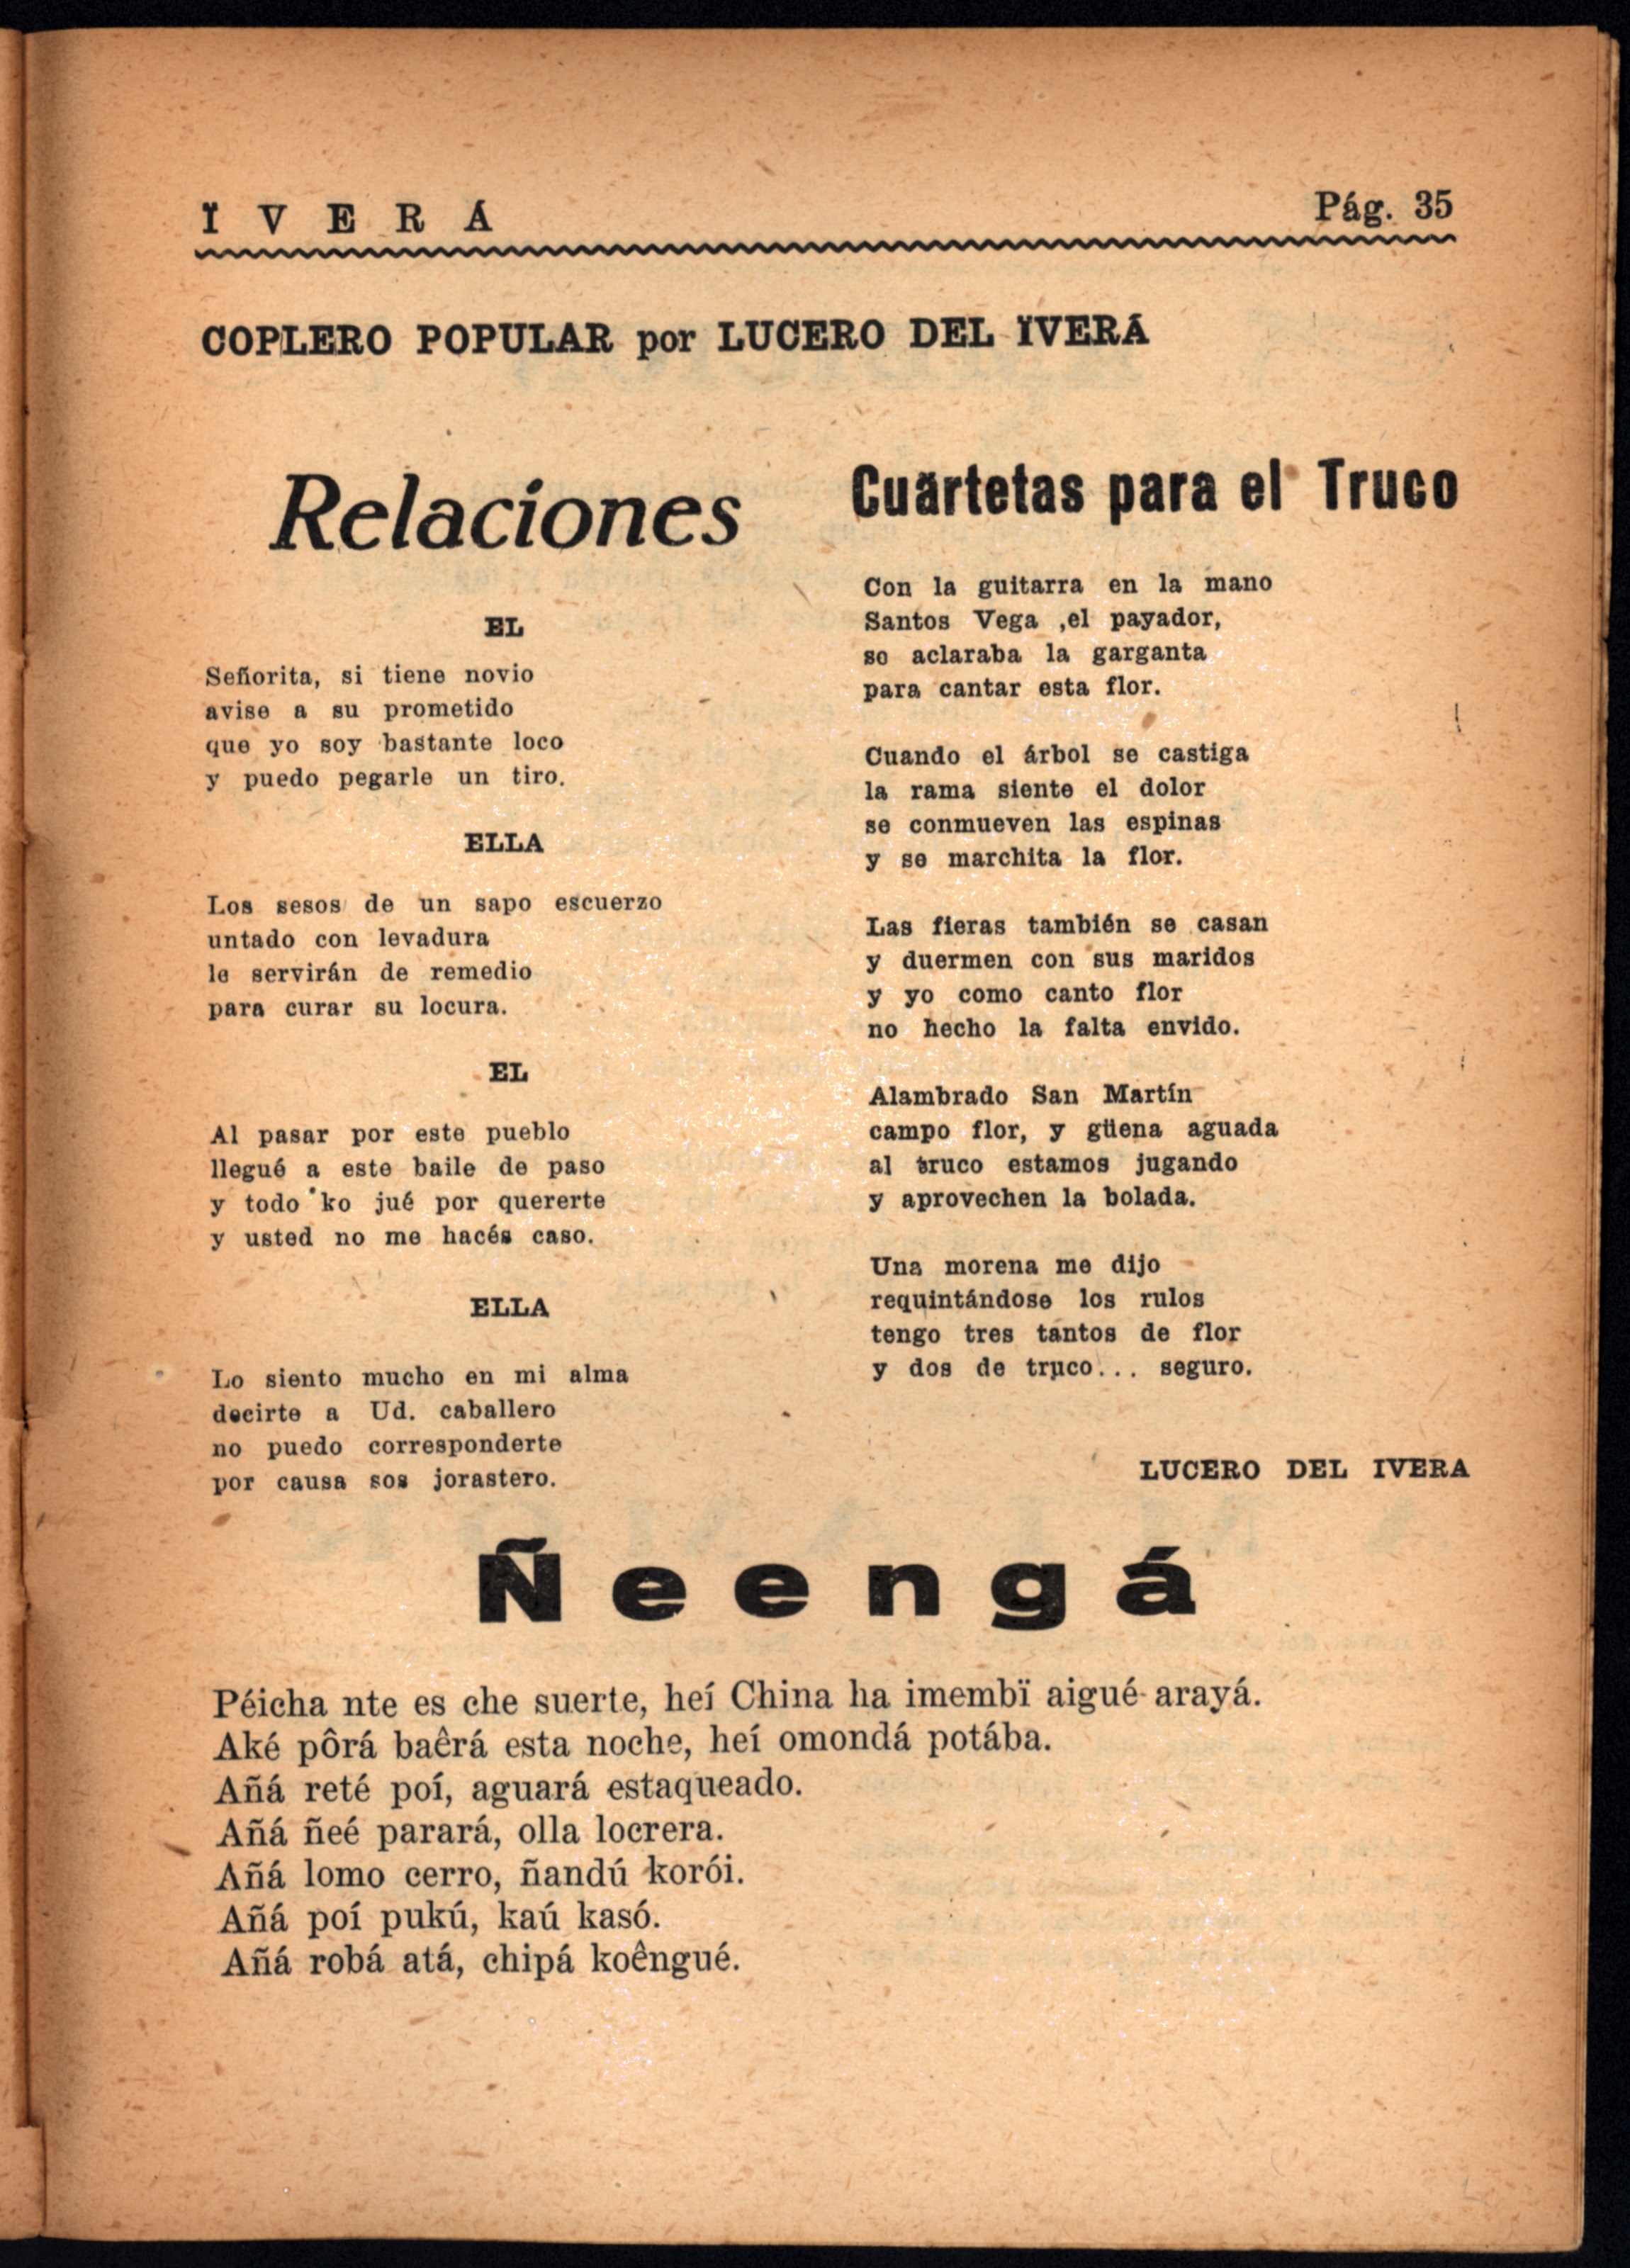 Ï V E R Á
Pág. 35
COPLERO POPULAR por LUCERO DEL ÏVERÁ
Relaciones
EL
Señorita, si tiene novio
avise a su prometido
que yo soy bastante loco
y puedo pegarle un tiro.
ELLA
Los sesos de un sapo escuerzo
untado con levadura
le servirán de remedio
para curar su locura.
EL
Al pasar por este pueblo
llegué a este baile de paso
y todo 'ko jué por quererte
y usted no me hacés caso.
ELLA
Lo siento mucho en mi alma
decirte a Ud. caballero
no puedo corresponderte
por causa sos jorastero.
Cuartetas para el Truco
Con la guitarra en la mano
Santos Vega ,el payador,
se aclaraba la garganta
para cantar esta flor.
Cuando el árbol se castiga
la rama siente el dolor
se conmueven las espinas
y se marchita la flor.
Las fieras también se casan
y duermen con sus maridos
y yo como canto flor
no hecho la falta envido.
Alambrado San Martín
campo flor, y güena aguada
al truco estamos jugando
y aprovechen la bolada.
Una morena me dijo
requintándose los rulos
tengo tres tantos de flor
y dos de truco... seguro.
LUCERO DEL IVERA
Ñeengá
Péicha nte es che suerte, heí China ha imembï aigué arayá.
Aké pôrá baêrá esta noche, heí omondá potába.
Añá reté poí, aguará estaqueado.
Añá ñeé parará, olla locrera.
Añá lomo cerro, ñandú korói.
Añá poí pukú, kaú kasó.
Añá robá atá, chipá koêngué.